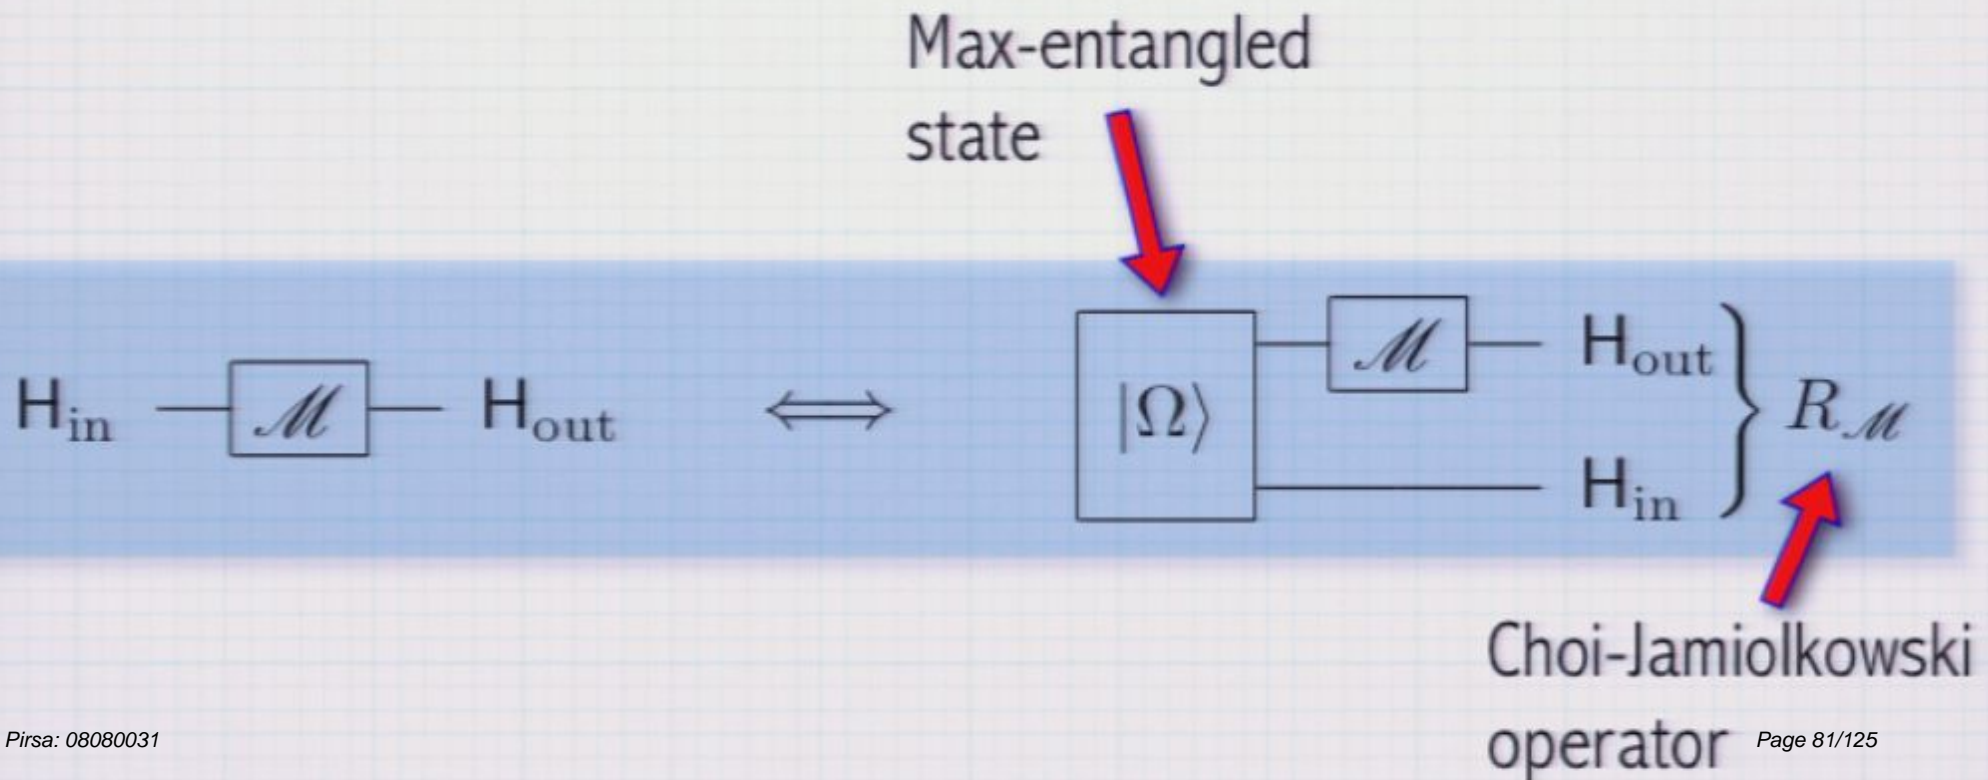 Max-entangled
state
H_in ℳ H_out ⟺ |Ω⟩ ℳ H_out } R_ℳ
H_in
Choi-Jamiolkowski
operator
Pirsa: 08080031
Page 81/125